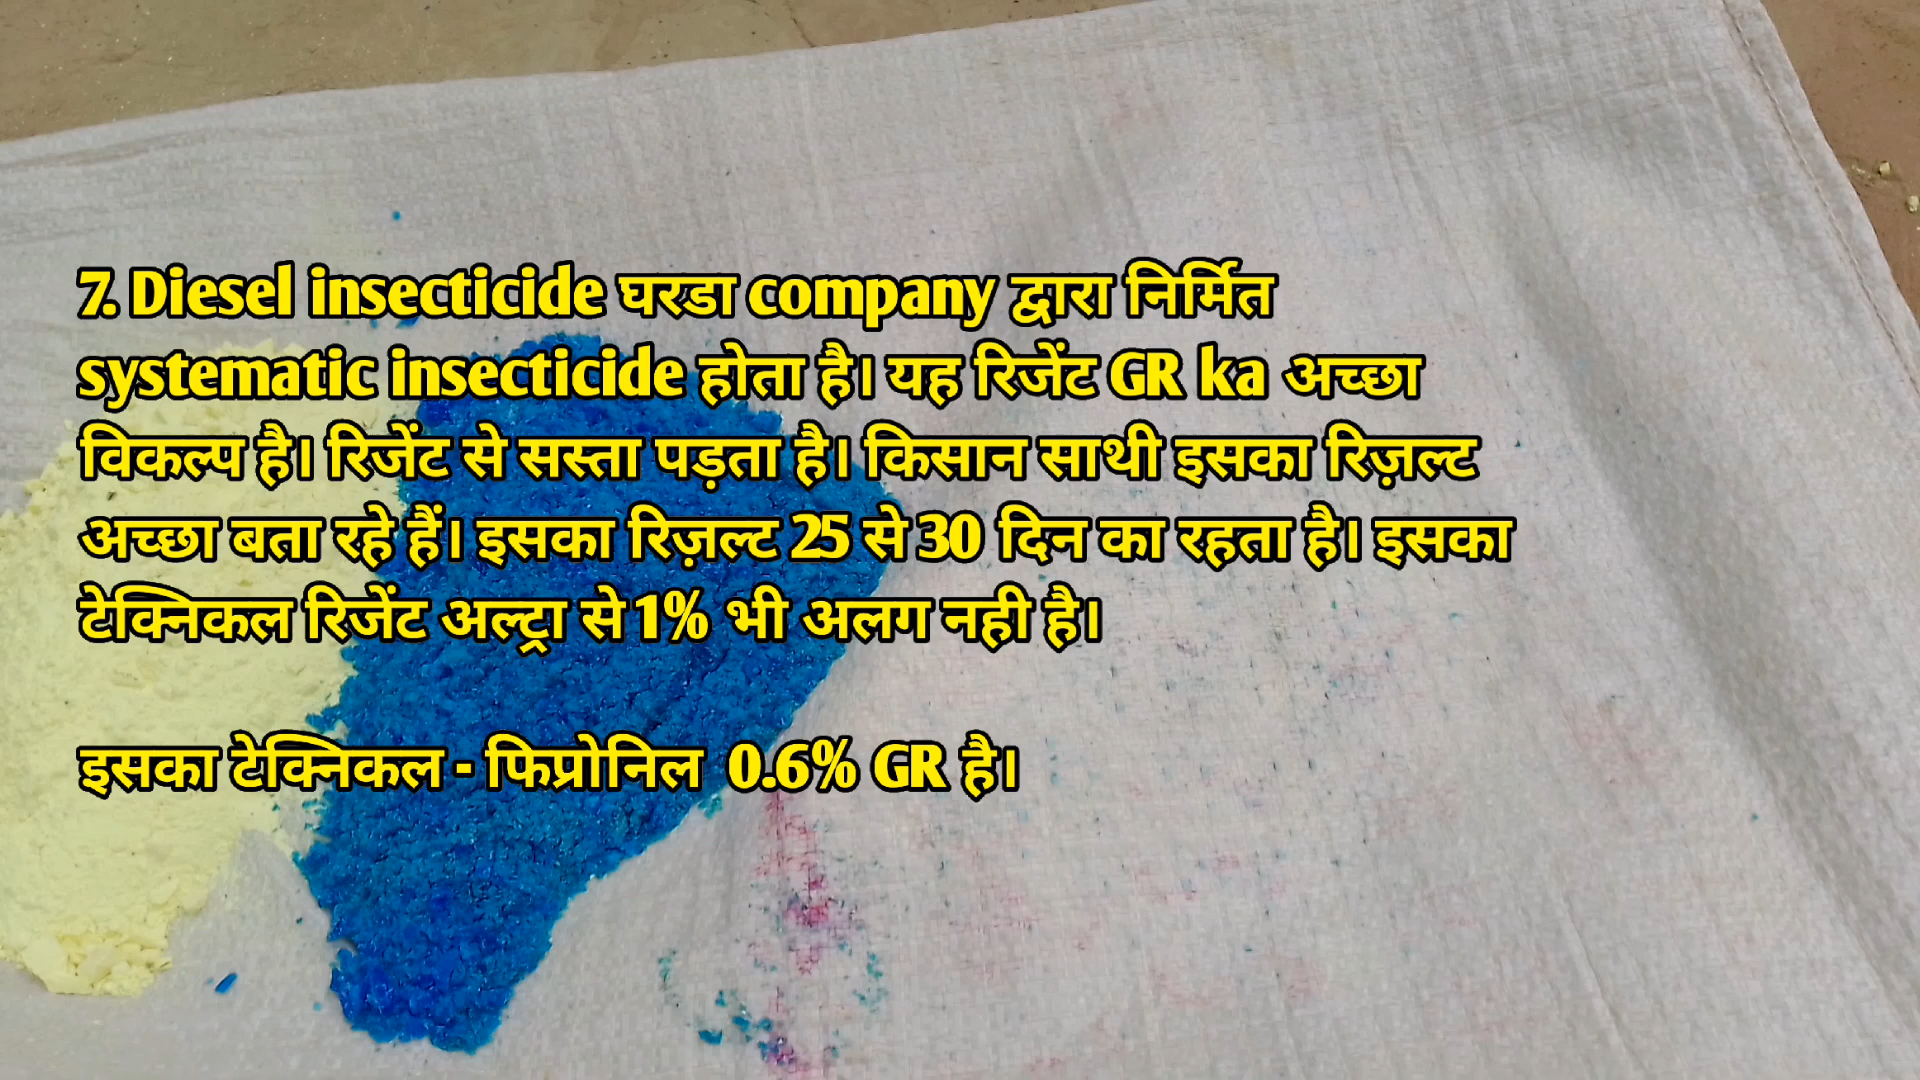 7. Diesel insecticide घरडा company द्वारा निर्मित
systematic insecticide होता है। यह रिजेंट GR ka अच्छा
विकल्प है। रिजेंट से सस्ता पड़ता है। किसान साथी इसका रिज़ल्ट
अच्छा बता रहे हैं। इसका रिज़ल्ट 25 से 30 दिन का रहता है। इसका
टेक्निकल रिजेंट अल्ट्रा से 1% भी अलग नही है।
इसका टेक्निकल - फिप्रोनिल 0.6% GR है।